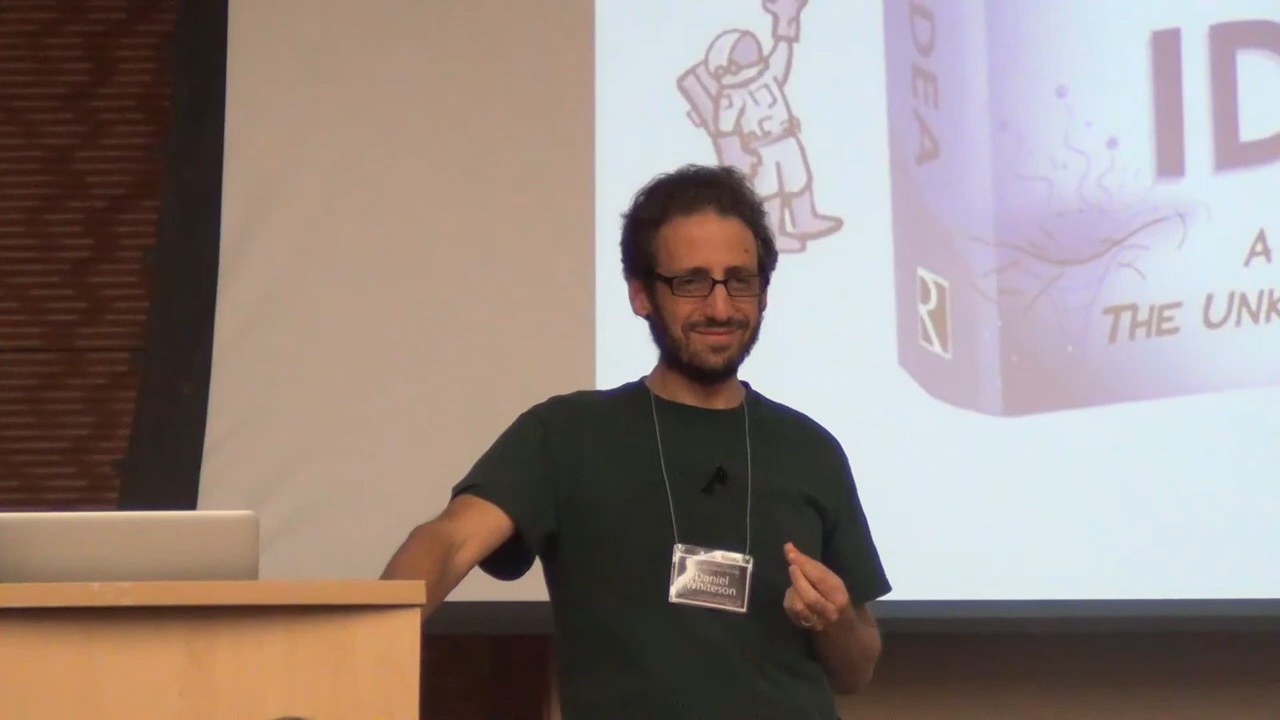 IDEA
ID
A
THE UNK
R
Daniel
Whiteson